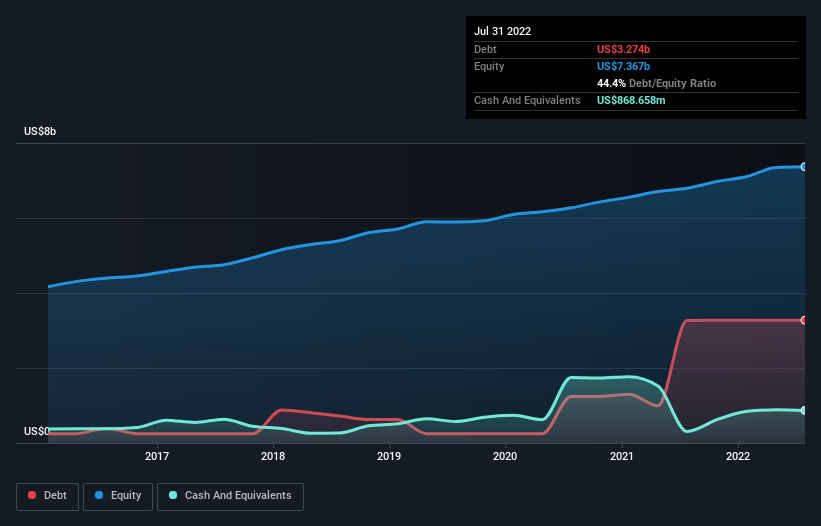 Jul 31 2022
Debt US$3.274b
Equity US$7.367b
44.4% Debt/Equity Ratio
Cash And Equivalents US$868.658m
US$8b
US$0
2017 2018 2019 2020 2021 2022
Debt Equity Cash And Equivalents